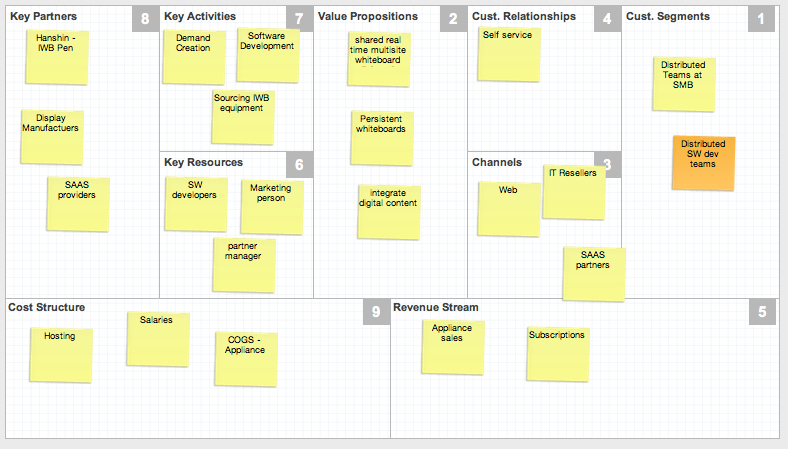 Key Partners
8
Hanshin -
IWB Pen
Display
Manufactuers
SAAS
providers
Key Activities
7
Demand
Creation
Software
Development
Sourcing IWB
equipment
Key Resources
6
SW
developers
Marketing
person
partner
manager
Value Propositions
2
shared real
time multisite
whiteboard
Persistent
whiteboards
integrate
digital content
Cust. Relationships
4
Self service
Channels
3
IT Resellers
Web
SAAS
partners
Cust. Segments
1
Distributed
Teams at
SMB
Distributed
SW dev
teams
Cost Structure
9
Hosting
Salaries
COGS -
Appliance
Revenue Stream
5
Appliance
sales
Subscriptions